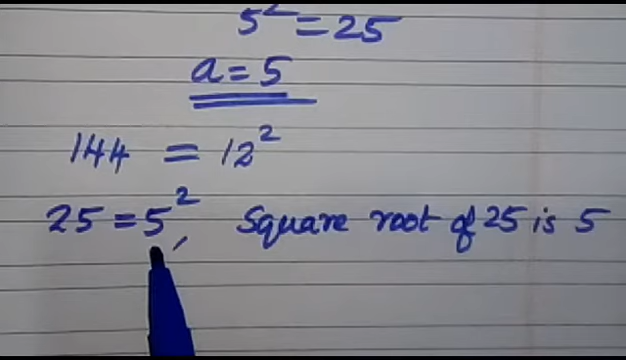 5² = 25
a = 5
144 = 12²
25 = 5², Square root of 25 is 5